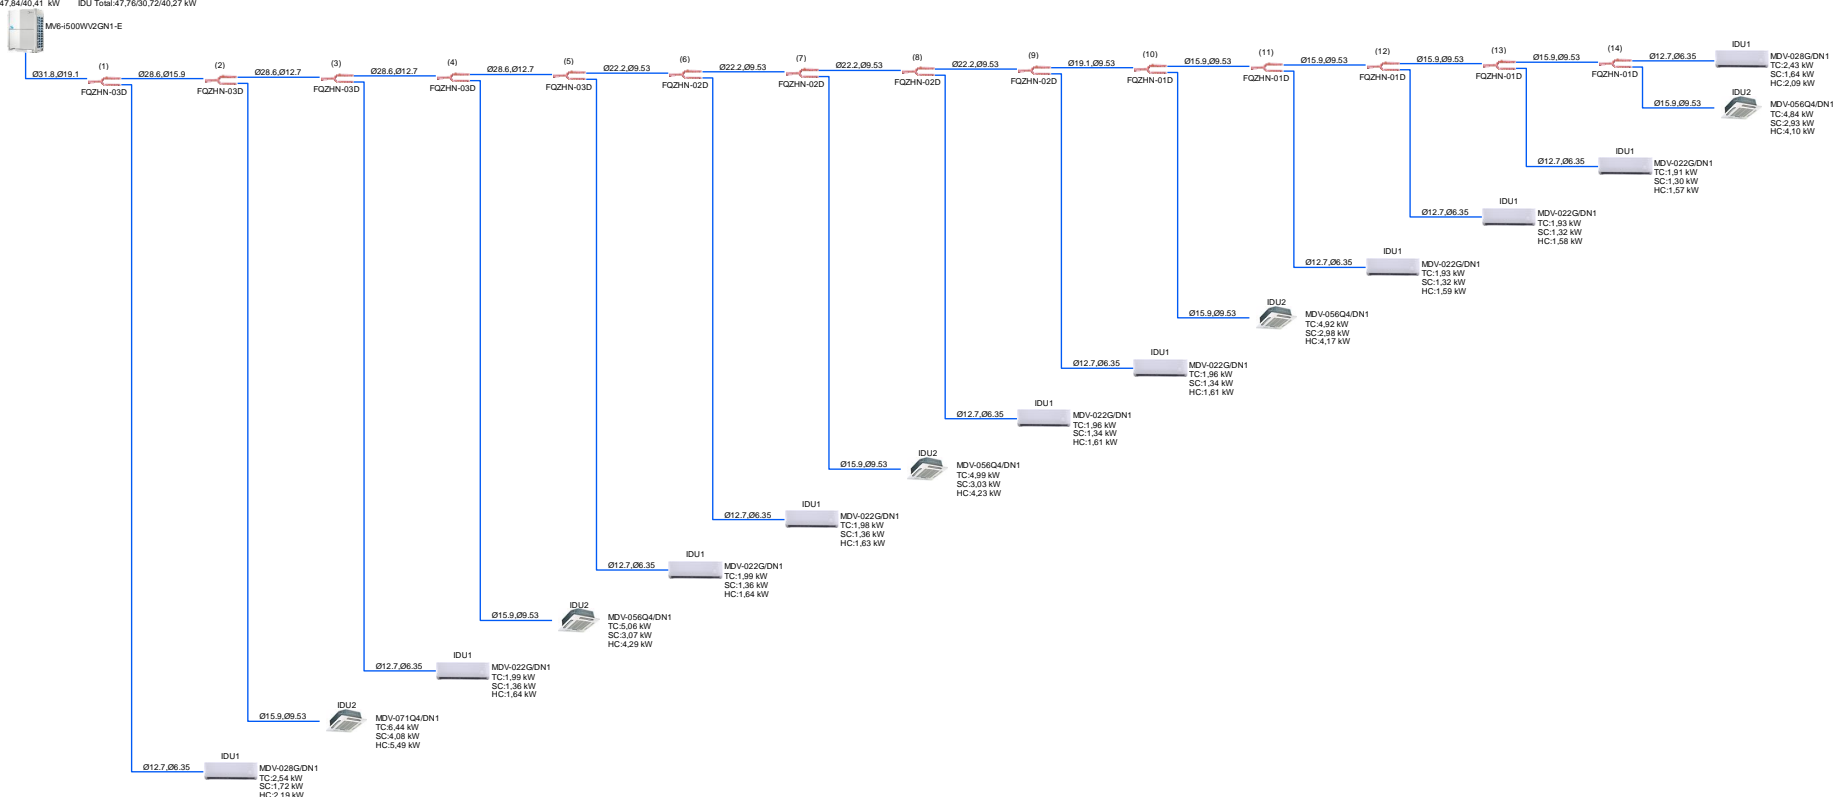 47,84/40,41 kW IDU Total:47,76/30,72/40,27 kW
MV6-i500WV2GN1-E
Ø31.8,Ø19.1
(1)
FQZHN-03D
Ø28.6,Ø15.9
(2)
FQZHN-03D
Ø28.6,Ø12.7
(3)
FQZHN-03D
Ø28.6,Ø12.7
(4)
FQZHN-03D
Ø28.6,Ø12.7
(5)
FQZHN-03D
Ø22.2,Ø9.53
(6)
FQZHN-02D
Ø22.2,Ø9.53
(7)
FQZHN-02D
Ø22.2,Ø9.53
(8)
FQZHN-02D
Ø22.2,Ø9.53
(9)
FQZHN-02D
Ø19.1,Ø9.53
(10)
FQZHN-01D
Ø15.9,Ø9.53
(11)
FQZHN-01D
Ø15.9,Ø9.53
(12)
FQZHN-01D
Ø15.9,Ø9.53
(13)
FQZHN-01D
Ø15.9,Ø9.53
(14)
FQZHN-01D
Ø12.7,Ø6.35
IDU1
MDV-028G/DN1
TC:2,43 kW
SC:1,64 kW
HC:2,09 kW
Ø15.9,Ø9.53
IDU2
MDV-056Q4/DN1
TC:4,84 kW
SC:2,93 kW
HC:4,10 kW
Ø12.7,Ø6.35
IDU1
MDV-022G/DN1
TC:1,91 kW
SC:1,30 kW
HC:1,57 kW
Ø12.7,Ø6.35
IDU1
MDV-022G/DN1
TC:1,93 kW
SC:1,32 kW
HC:1,58 kW
Ø12.7,Ø6.35
IDU1
MDV-022G/DN1
TC:1,93 kW
SC:1,32 kW
HC:1,59 kW
Ø15.9,Ø9.53
IDU2
MDV-056Q4/DN1
TC:4,92 kW
SC:2,98 kW
HC:4,17 kW
Ø12.7,Ø6.35
IDU1
MDV-022G/DN1
TC:1,96 kW
SC:1,34 kW
HC:1,61 kW
Ø12.7,Ø6.35
IDU1
MDV-022G/DN1
TC:1,96 kW
SC:1,34 kW
HC:1,61 kW
Ø15.9,Ø9.53
IDU2
MDV-056Q4/DN1
TC:4,99 kW
SC:3,03 kW
HC:4,23 kW
Ø12.7,Ø6.35
IDU1
MDV-022G/DN1
TC:1,98 kW
SC:1,36 kW
HC:1,63 kW
Ø12.7,Ø6.35
IDU1
MDV-022G/DN1
TC:1,99 kW
SC:1,36 kW
HC:1,64 kW
Ø15.9,Ø9.53
IDU2
MDV-056Q4/DN1
TC:5,06 kW
SC:3,07 kW
HC:4,29 kW
Ø12.7,Ø6.35
IDU1
MDV-022G/DN1
TC:1,99 kW
SC:1,36 kW
HC:1,64 kW
Ø15.9,Ø9.53
IDU2
MDV-071Q4/DN1
TC:6,44 kW
SC:4,08 kW
HC:5,49 kW
Ø12.7,Ø6.35
IDU1
MDV-028G/DN1
TC:2,54 kW
SC:1,72 kW
HC:2,19 kW